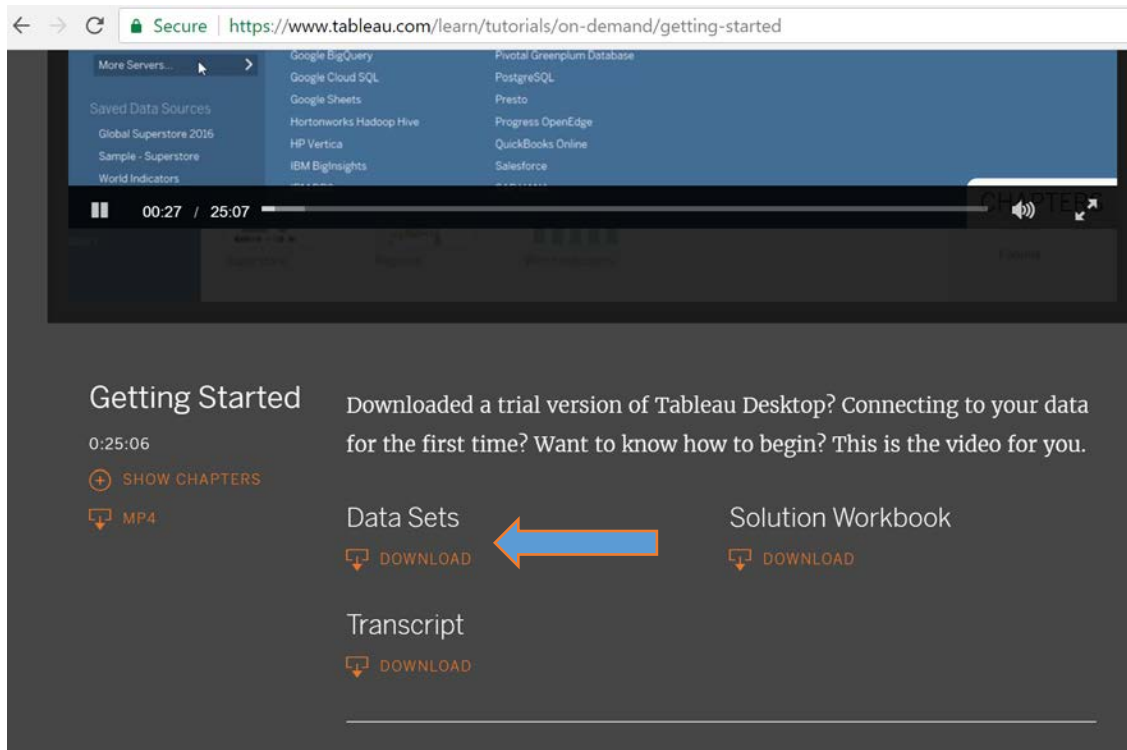 Secure https://www.tableau.com/learn/tutorials/on-demand/getting-started
More Servers...
Saved Data Sources
Global Superstore 2016
Sample - Superstore
World Indicators
Google BigQuery
Google Cloud SQL
Google Sheets
Hortonworks Hadoop Hive
HP Vertica
IBM BigInsights
Pivotal Greenplum Database
PostgreSQL
Presto
Progress OpenEdge
QuickBooks Online
Salesforce
CHAPTERS
00:27 / 25:07
Getting Started
0:25:06
SHOW CHAPTERS
MP4
Downloaded a trial version of Tableau Desktop? Connecting to your data
for the first time? Want to know how to begin? This is the video for you.
Data Sets
DOWNLOAD
Solution Workbook
DOWNLOAD
Transcript
DOWNLOAD